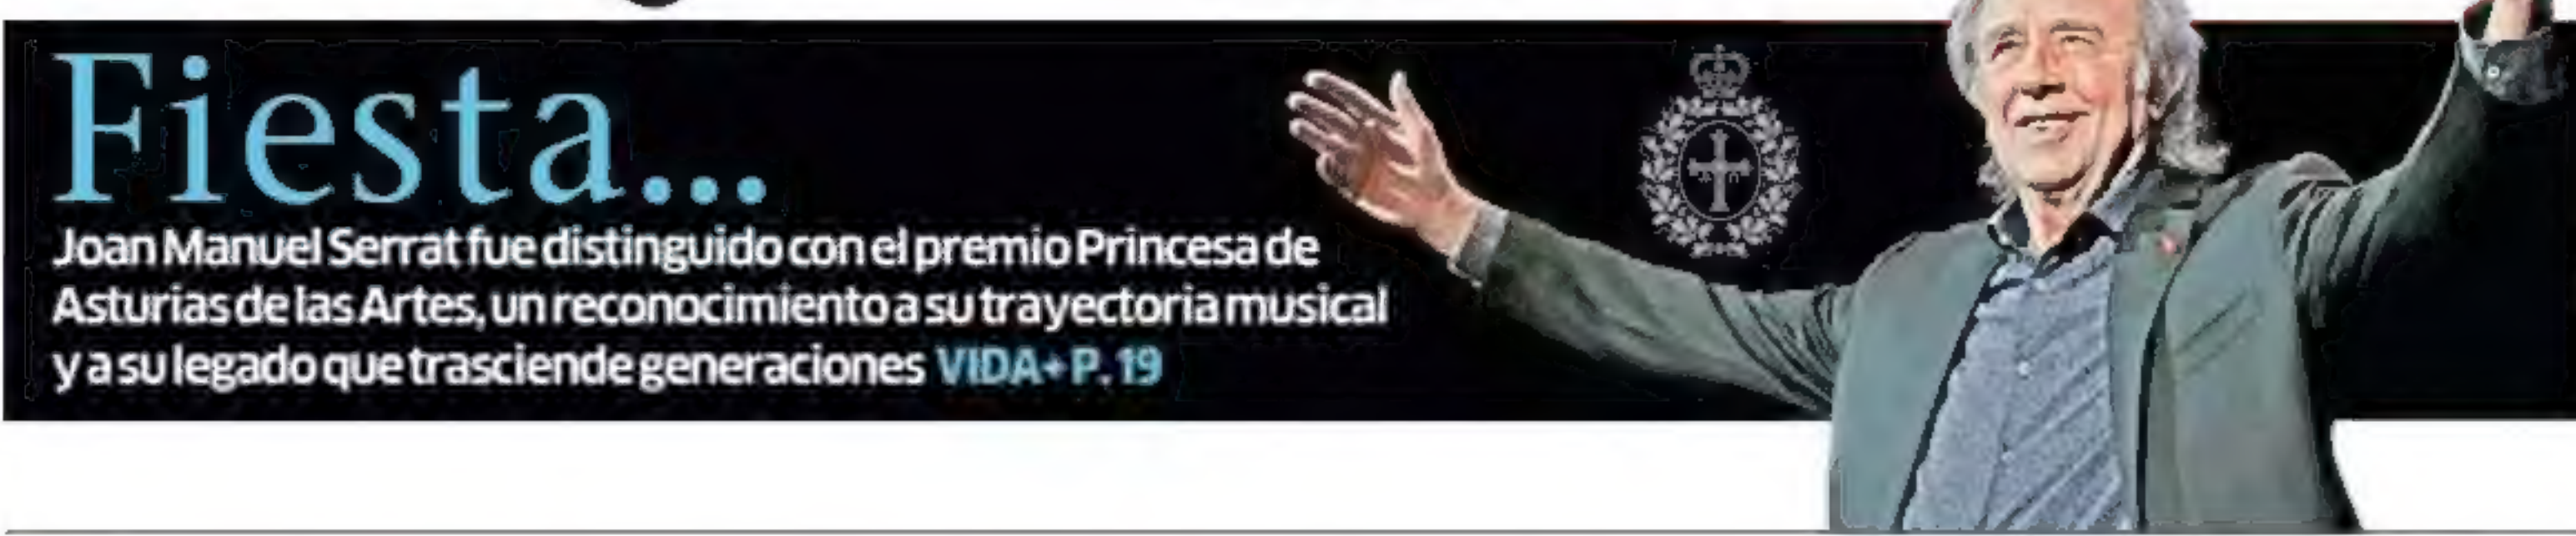 Fiesta...
Joan Manuel Serrat fue distinguido con el premio Princesa de
Asturias de las Artes, un reconocimiento a su trayectoria musical
y a su legado que trasciende generaciones VIDA+ P. 19